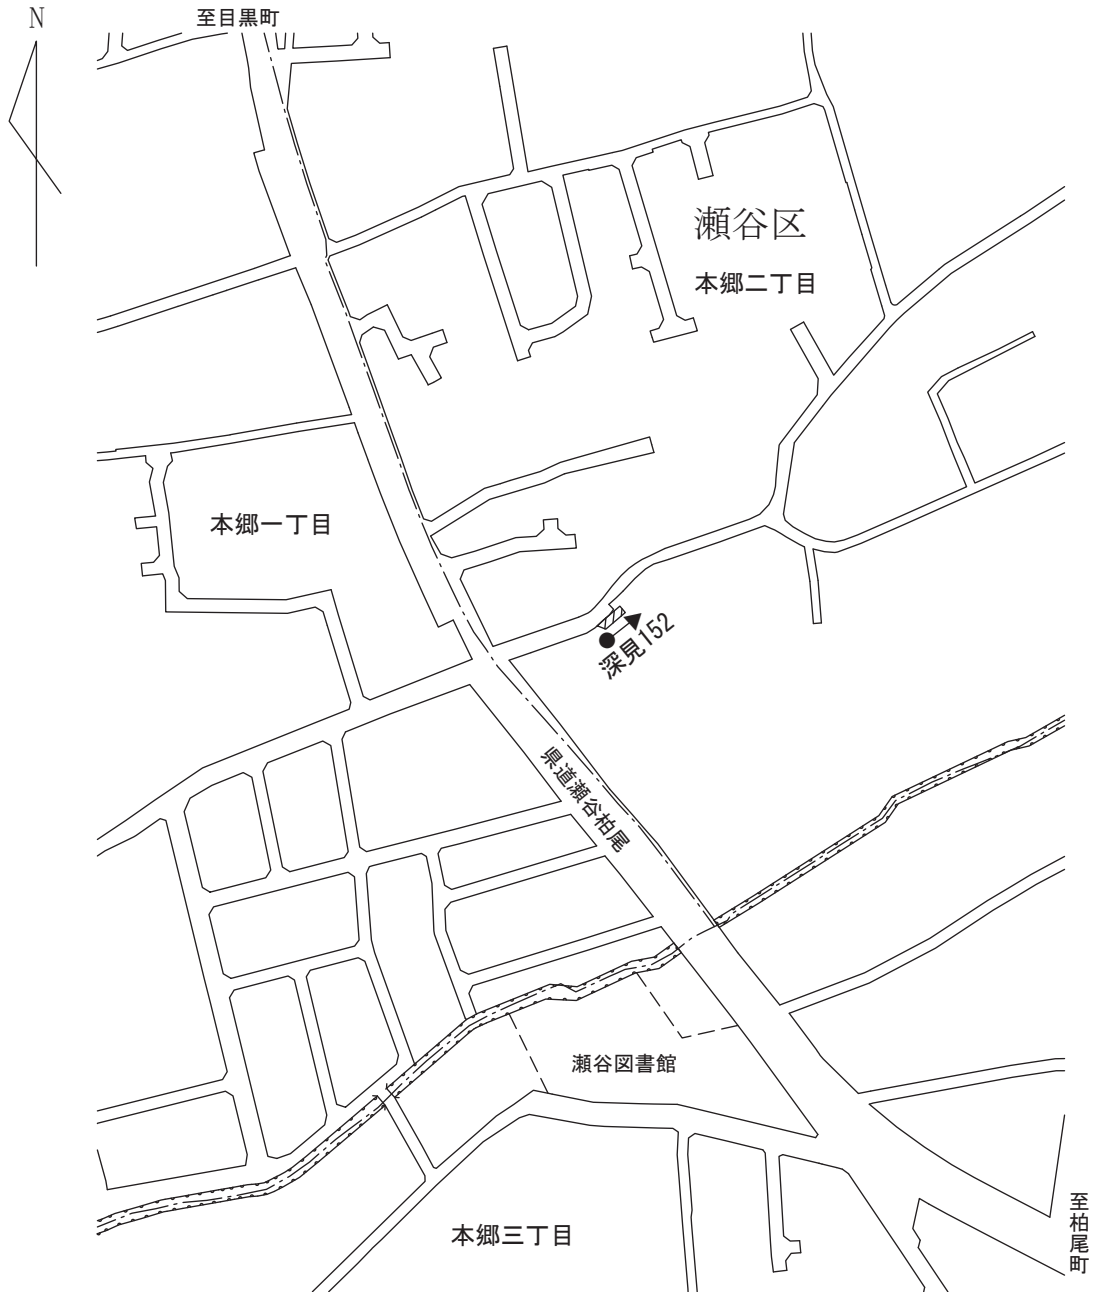 N
至目黒町
瀬谷区
本郷二丁目
本郷一丁目
深見152
県道瀬谷柏尾
瀬谷図書館
本郷三丁目
至柏尾町